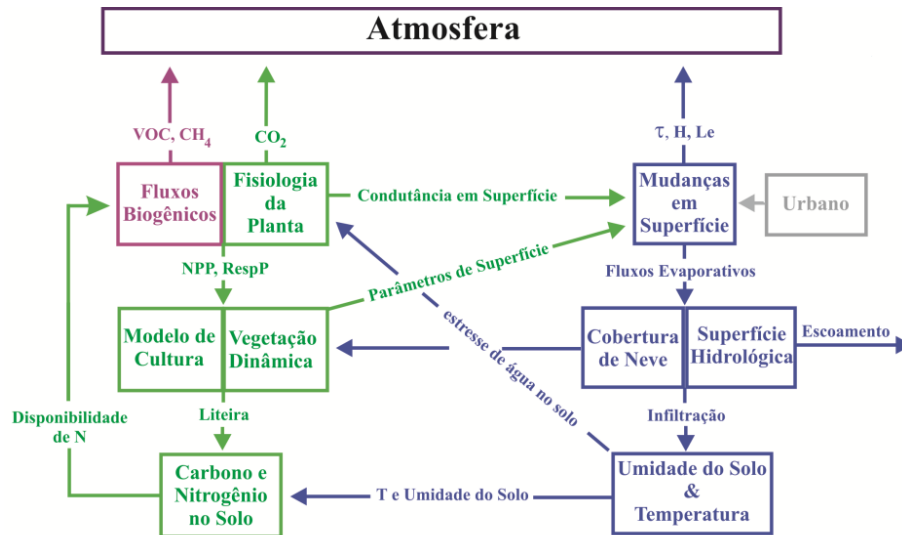 Atmosfera
VOC, CH4
CO2
τ, H, Le
Fluxos
Biogênicos
Fisiologia
da
Planta
Condutância em Superfície
Mudanças
em
Superfície
Urbano
NPP, RespP
Parâmetros de Superfície
Fluxos Evaporativos
Modelo de
Cultura
Vegetação
Dinâmica
estresse de água no solo
Cobertura
de Neve
Superfície
Hidrológica
Escoamento
Disponibilidade
de N
Liteira
Infiltração
Carbono e
Nitrogênio
no Solo
T e Umidade do Solo
Umidade do Solo
&
Temperatura